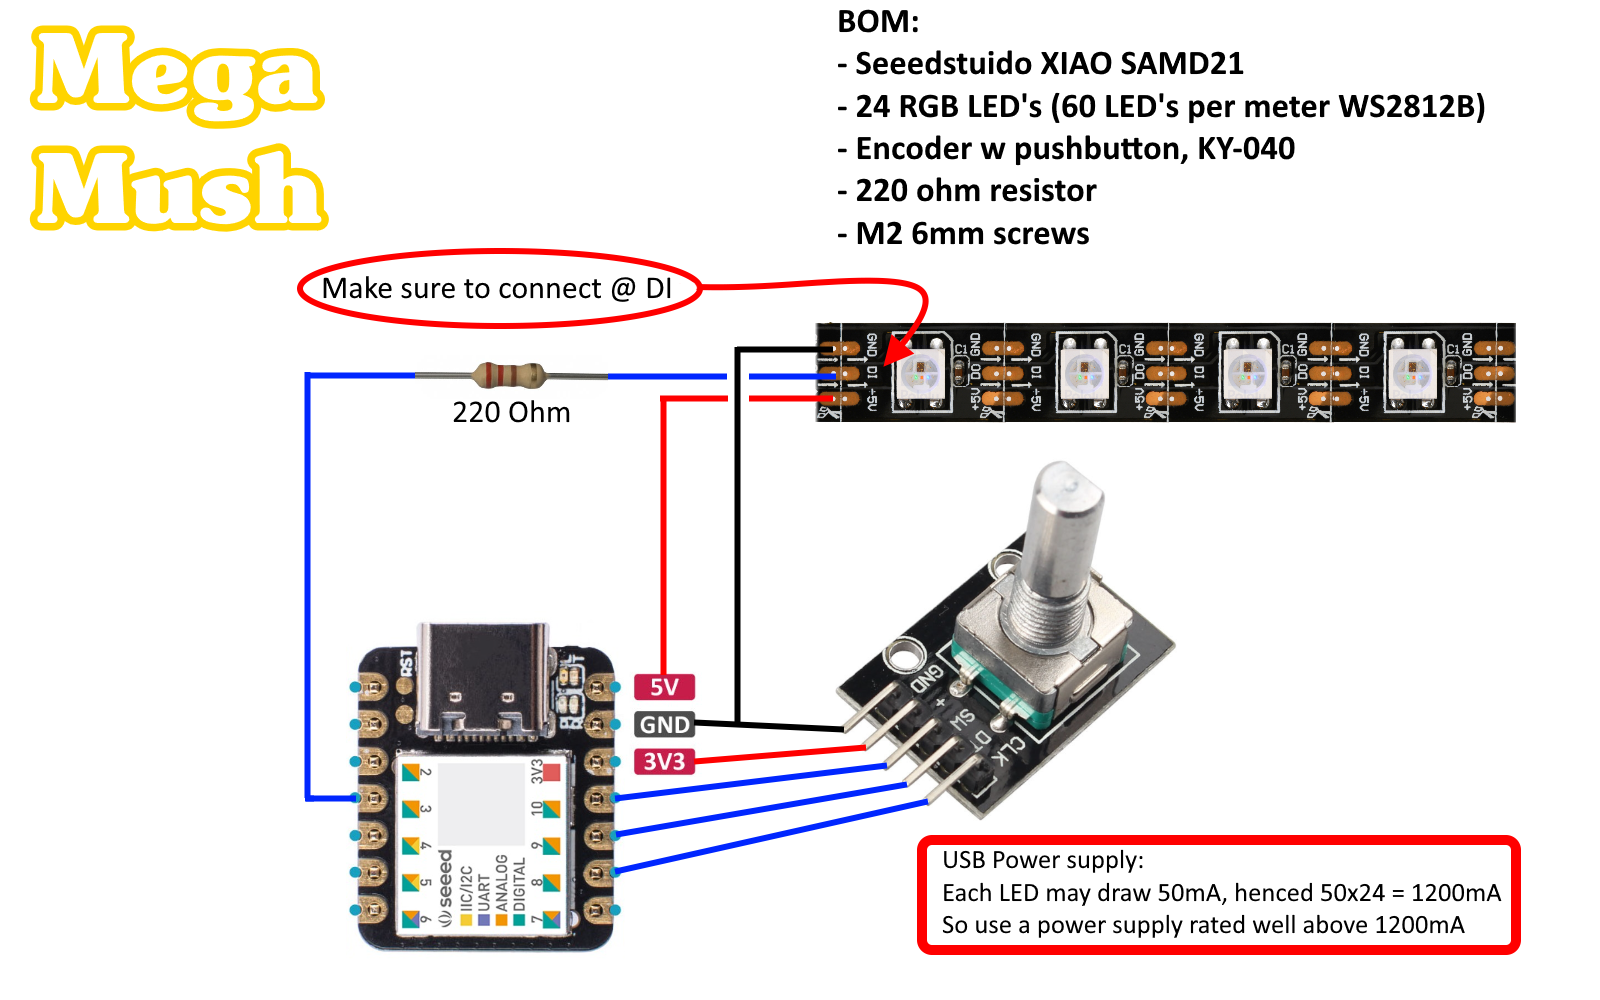 Mega
Mush
BOM:
- Seeedstuido XIAO SAMD21
- 24 RGB LED's (60 LED's per meter WS2812B)
- Encoder w pushbutton, KY-040
- 220 ohm resistor
- M2 6mm screws
Make sure to connect @ DI
220 Ohm
GND
DI
+5V
C1
GND
DO
+5V
GND
DI
+5V
C1
GND
DO
+5V
GND
DI
+5V
C1
GND
DO
+5V
GND
DI
+5V
C1
GND
DO
+5V
RST
5V
GND
3V3
2
3
4
5
6
3V3
10
9
8
7
seeed
IIC/I2C
UART
ANALOG
DIGITAL
GND
+
SW
DT
CLK
USB Power supply:
Each LED may draw 50mA, henced 50x24 = 1200mA
So use a power supply rated well above 1200mA